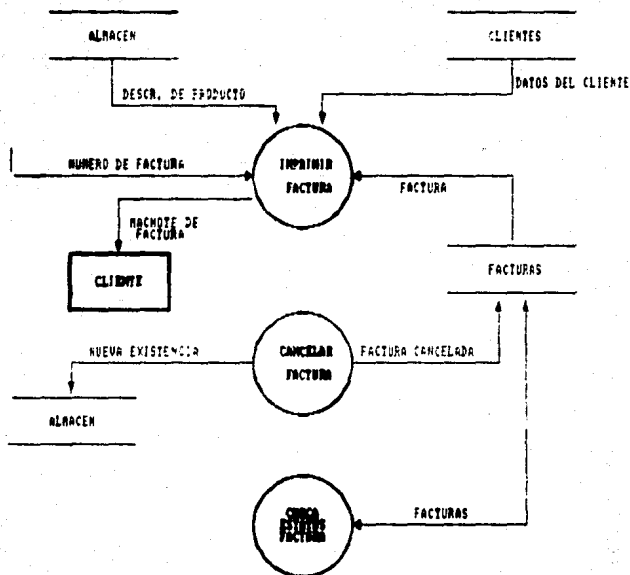 ALMACEN
CLIENTES
DATOS DEL CLIENTE
DESCR. DE PRODUCTO
NUMERO DE FACTURA
IMPRIMIR
FACTURA
FACTURA
MACHOTE DE
FACTURA
CLIENTE
FACTURAS
NUEVA EXISTENCIA
CANCELAR
FACTURA
FACTURA CANCELADA
ALMACEN
FACTURAS
FACTURA